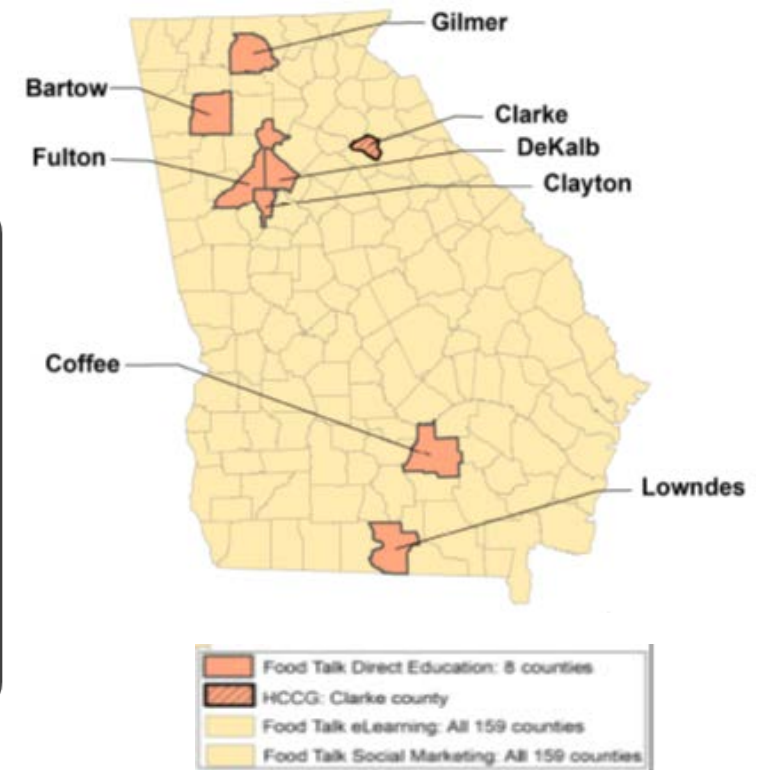 Gilmer
Bartow
Clarke
DeKalb
Fulton
Clayton
Coffee
Lowndes
Food Talk Direct Education: 8 counties
HCCG: Clarke county
Food Talk eLearning: All 159 counties
Food Talk Social Marketing: All 159 counties